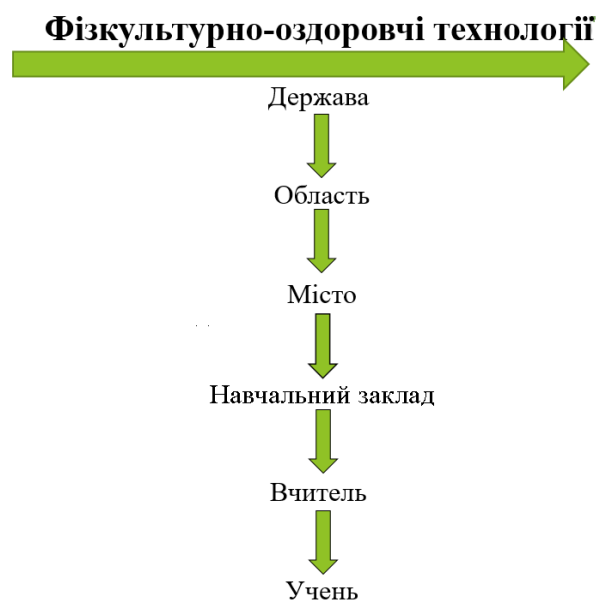 Фізкультурно-оздоровчі технології
Держава
Область
Місто
Навчальний заклад
Вчитель
Учень